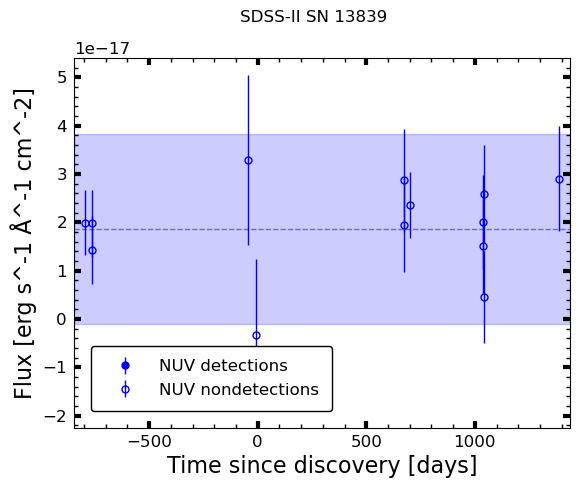 SDSS-II SN 13839
1e−17
5
4
3
2
1
0
−1
−2
Flux [erg s^-1 Å^-1 cm^-2]
NUV detections
NUV nondetections
−500 0 500 1000
Time since discovery [days]